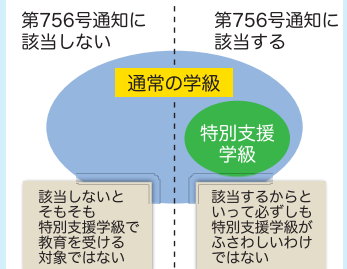 第756号通知に
該当しない
第756号通知に
該当する
通常の学級
特別支援
学級
該当しないと
そもそも
特別支援学級で
教育を受ける
対象ではない
該当するからと
いって必ずしも
特別支援学級が
ふさわしいわけ
ではない